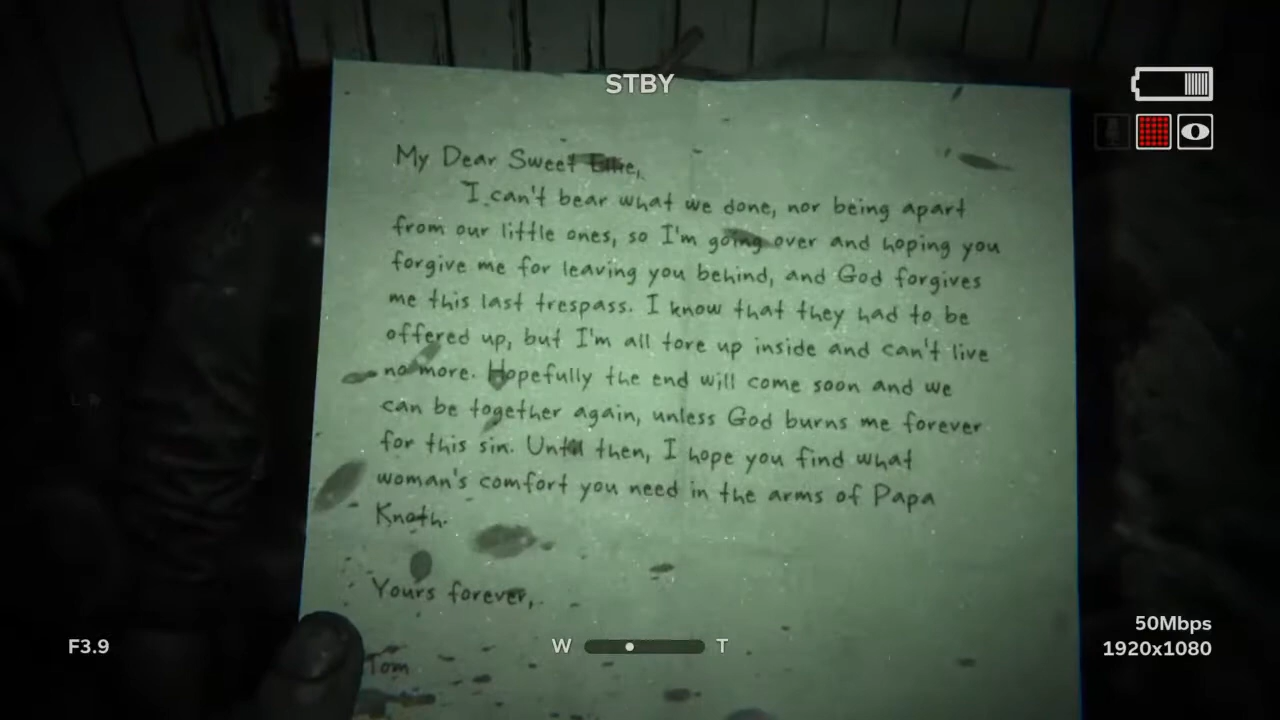 STBY
My Dear Sweet Ellie,
I can't bear what we done, nor being apart
from our little ones, so I'm going over and hoping you
forgive me for leaving you behind, and God forgives
me this last trespass. I know that they had to be
offered up, but I'm all tore up inside and can't live
no more. Hopefully the end will come soon and we
can be together again, unless God burns me forever
for this sin. Until then, I hope you find what
woman's comfort you need in the arms of Papa
Knoth.
Yours forever,
Tom
F3.9
W T
50Mbps
1920x1080